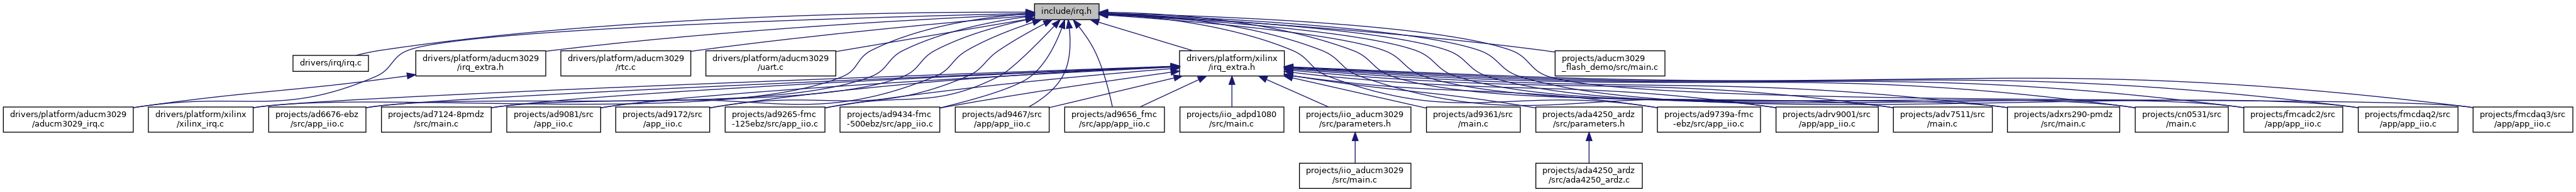 include/irq.h
drivers/irq/irq.c
drivers/platform/aducm3029
/irq_extra.h
drivers/platform/aducm3029
/rtc.c
drivers/platform/aducm3029
/uart.c
drivers/platform/xilinx
/irq_extra.h
projects/aducm3029
_flash_demo/src/main.c
drivers/platform/aducm3029
/aducm3029_irq.c
drivers/platform/xilinx
/xilinx_irq.c
projects/ad6676-ebz
/src/app_iio.c
projects/ad7124-8pmdz
/src/main.c
projects/ad9081/src
/app_iio.c
projects/ad9172/src
/app_iio.c
projects/ad9265-fmc
-125ebz/src/app_iio.c
projects/ad9434-fmc
-500ebz/src/app_iio.c
projects/ad9467/src
/app/app_iio.c
projects/ad9656_fmc
/src/app/app_iio.c
projects/iio_adpd1080
/src/main.c
projects/iio_aducm3029
/src/parameters.h
projects/ad9361/src
/main.c
projects/ada4250_ardz
/src/parameters.h
projects/ad9739a-fmc
-ebz/src/app_iio.c
projects/adrv9001/src
/app/app_iio.c
projects/adv7511/src
/main.c
projects/adxrs290-pmdz
/src/main.c
projects/cn0531/src
/main.c
projects/fmcadc2/src
/app/app_iio.c
projects/fmcdaq2/src
/app/app_iio.c
projects/fmcdaq3/src
/app/app_iio.c
projects/iio_aducm3029
/src/main.c
projects/ada4250_ardz
/src/ada4250_ardz.c